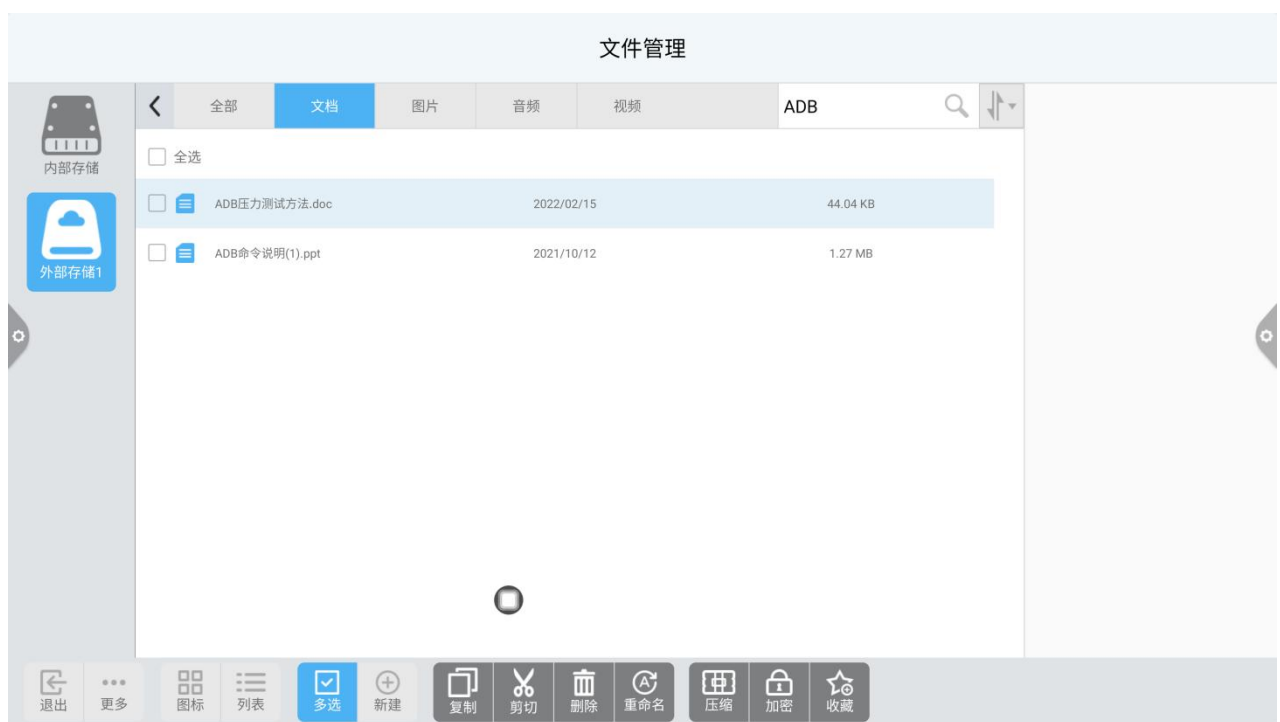 文件管理
内部存储
外部存储1
全部 文档 图片 音频 视频 ADB
全选
ADB压力测试方法.doc 2022/02/15 44.04 KB
ADB命令说明(1).ppt 2021/10/12 1.27 MB
退出 更多 图标 列表 多选 新建 复制 剪切 删除 重命名 压缩 加密 收藏